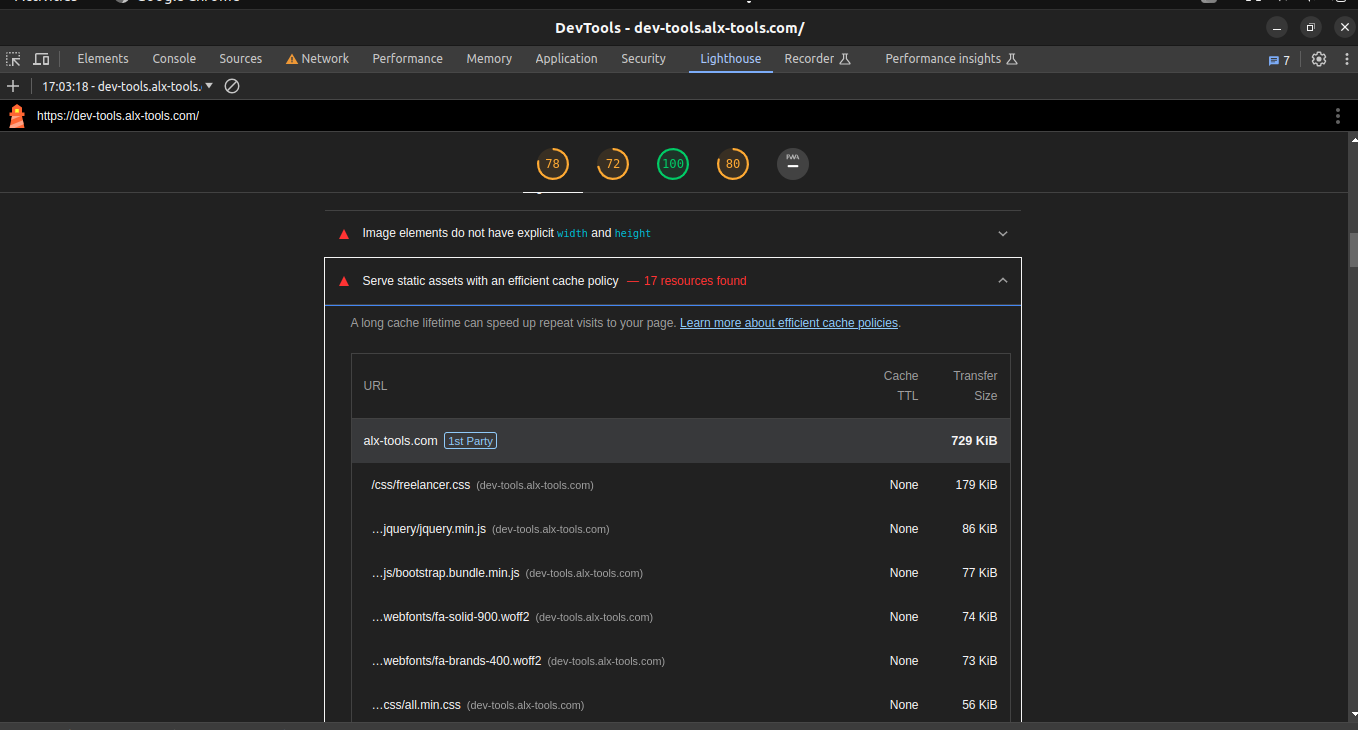 Activities Google Chrome
DevTools - dev-tools.alx-tools.com/
Elements Console Sources Network Performance Memory Application Security Lighthouse Recorder Performance insights 7
17:03:18 - dev-tools.alx-tools.
https://dev-tools.alx-tools.com/
78 72 100 80 PWA
Image elements do not have explicit width and height
Serve static assets with an efficient cache policy — 17 resources found
A long cache lifetime can speed up repeat visits to your page. Learn more about efficient cache policies.
URL Cache TTL Transfer Size
alx-tools.com 1st Party 729 KiB
/css/freelancer.css (dev-tools.alx-tools.com) None 179 KiB
…jquery/jquery.min.js (dev-tools.alx-tools.com) None 86 KiB
…js/bootstrap.bundle.min.js (dev-tools.alx-tools.com) None 77 KiB
…webfonts/fa-solid-900.woff2 (dev-tools.alx-tools.com) None 74 KiB
…webfonts/fa-brands-400.woff2 (dev-tools.alx-tools.com) None 73 KiB
…css/all.min.css (dev-tools.alx-tools.com) None 56 KiB